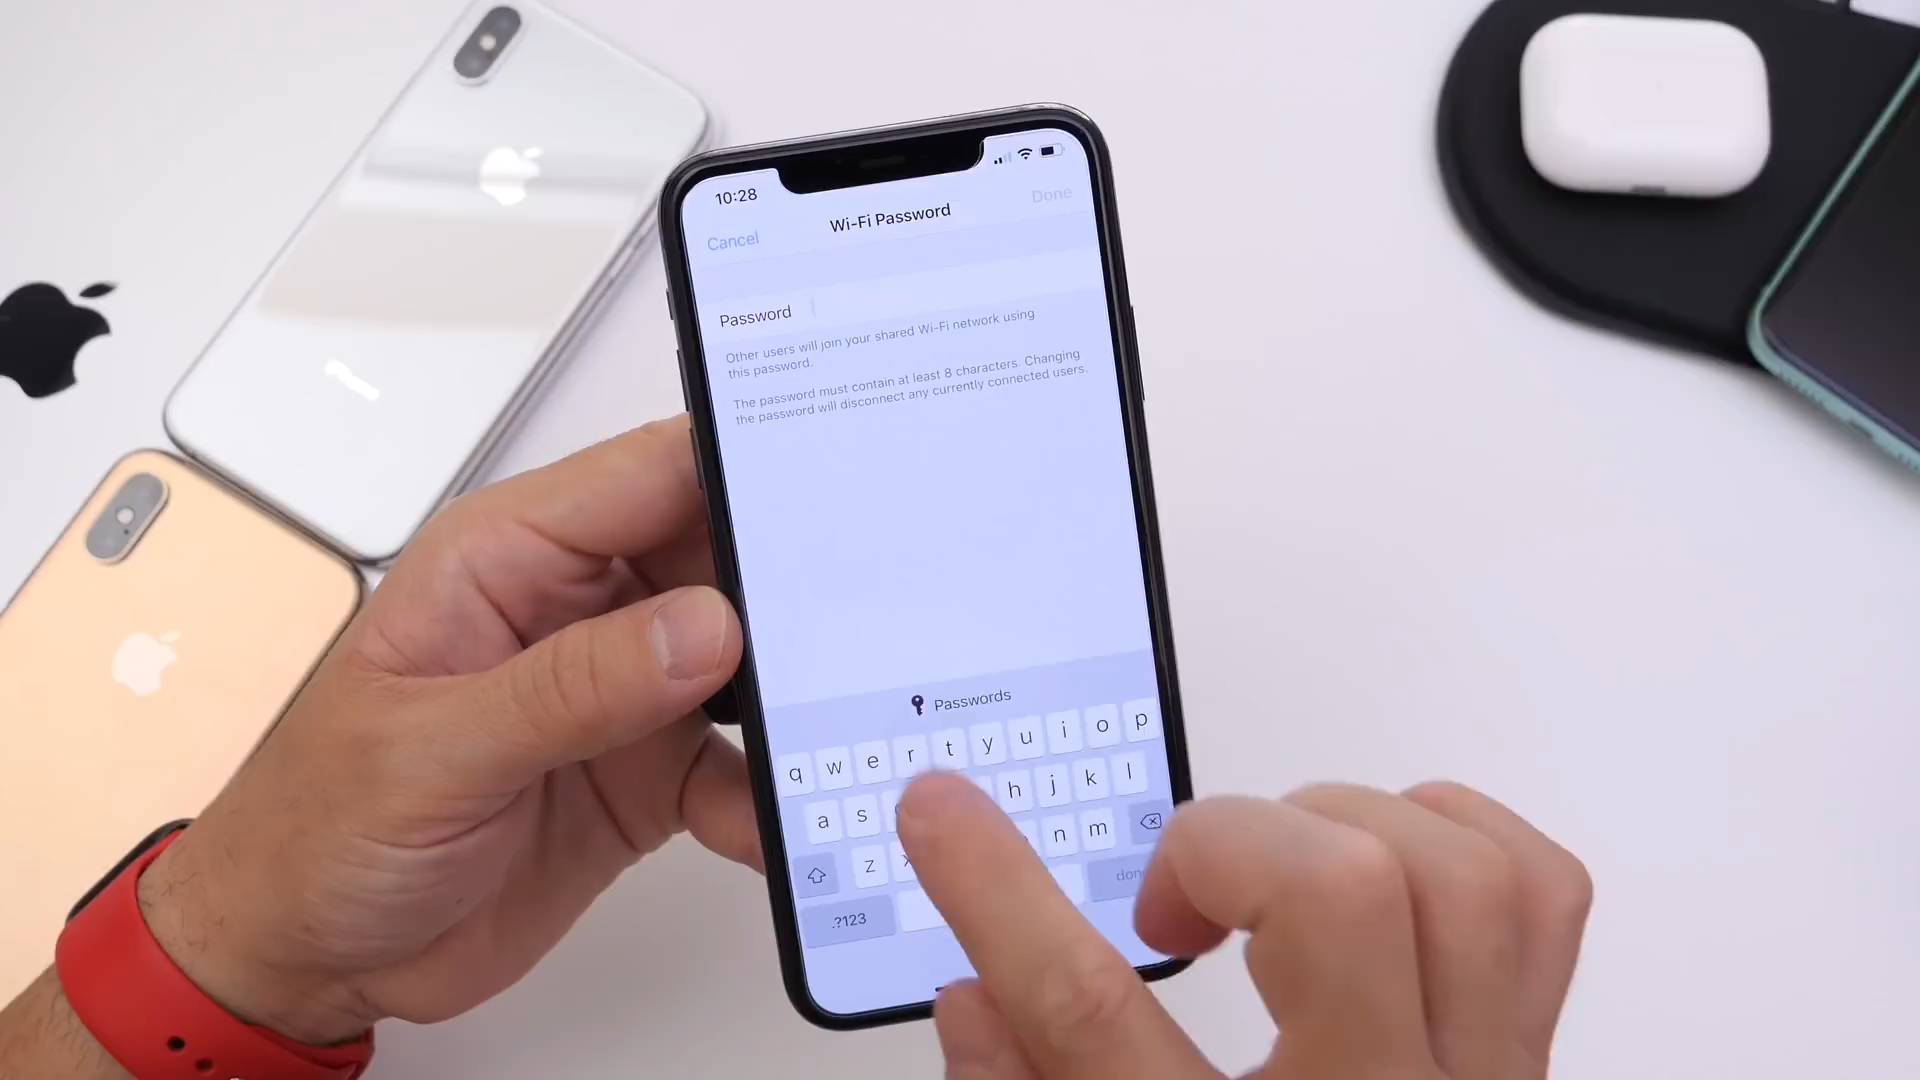 10:28
Cancel
Wi-Fi Password
Done
Password
Other users will join your shared Wi-Fi network using
this password.
The password must contain at least 8 characters. Changing
the password will disconnect any currently connected users.
Passwords
q w e r t y u i o p
a s h j k l
z n m
.?123
done